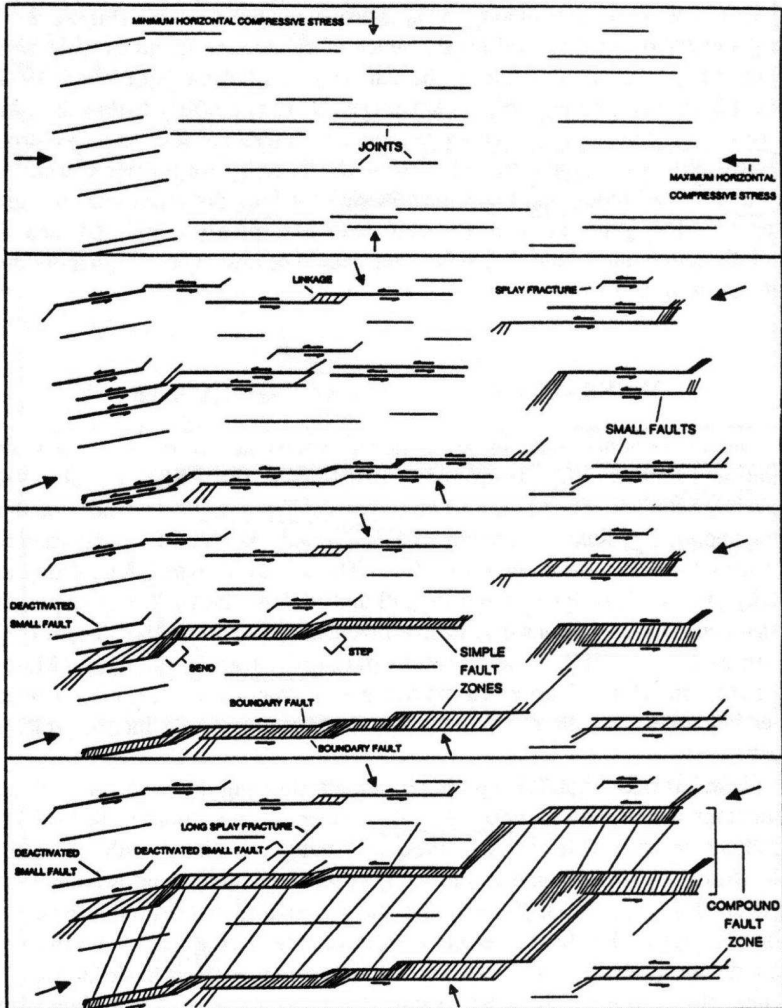 MINIMUM HORIZONTAL COMPRESSIVE STRESS
JOINTS
MAXIMUM HORIZONTAL
COMPRESSIVE STRESS
LINKAGE
SPLAY FRACTURE
SMALL FAULTS
DEACTIVATED
SMALL FAULT
BEND
STEP
SIMPLE
FAULT
ZONES
BOUNDARY FAULT
BOUNDARY FAULT
LONG SPLAY FRACTURE
DEACTIVATED SMALL FAULT
DEACTIVATED
SMALL FAULT
COMPOUND
FAULT
ZONE